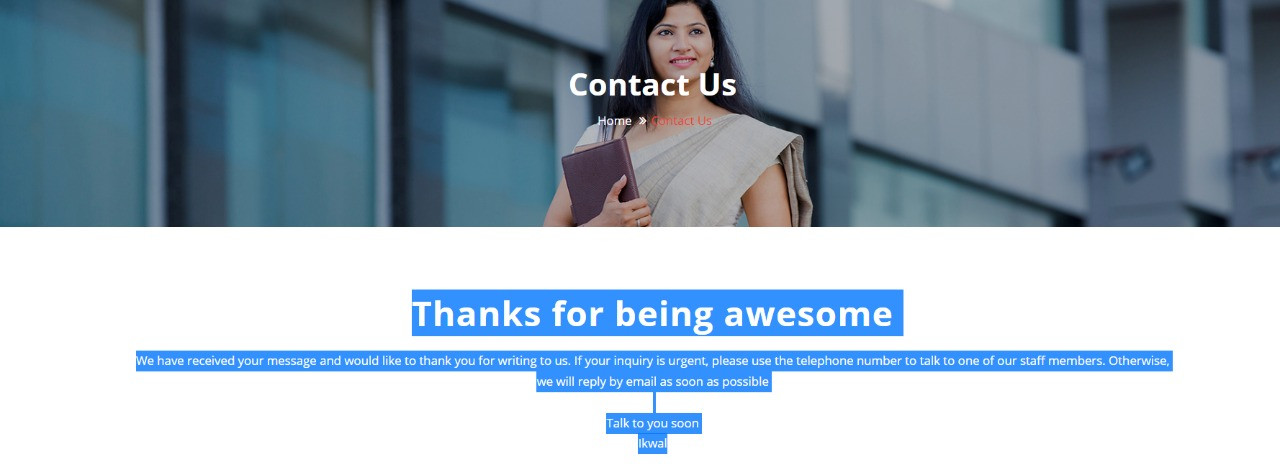 Contact Us
Home » Contact Us
Thanks for being awesome
We have received your message and would like to thank you for writing to us. If your inquiry is urgent, please use the telephone number to talk to one of our staff members. Otherwise,
we will reply by email as soon as possible
Talk to you soon
Ikwal